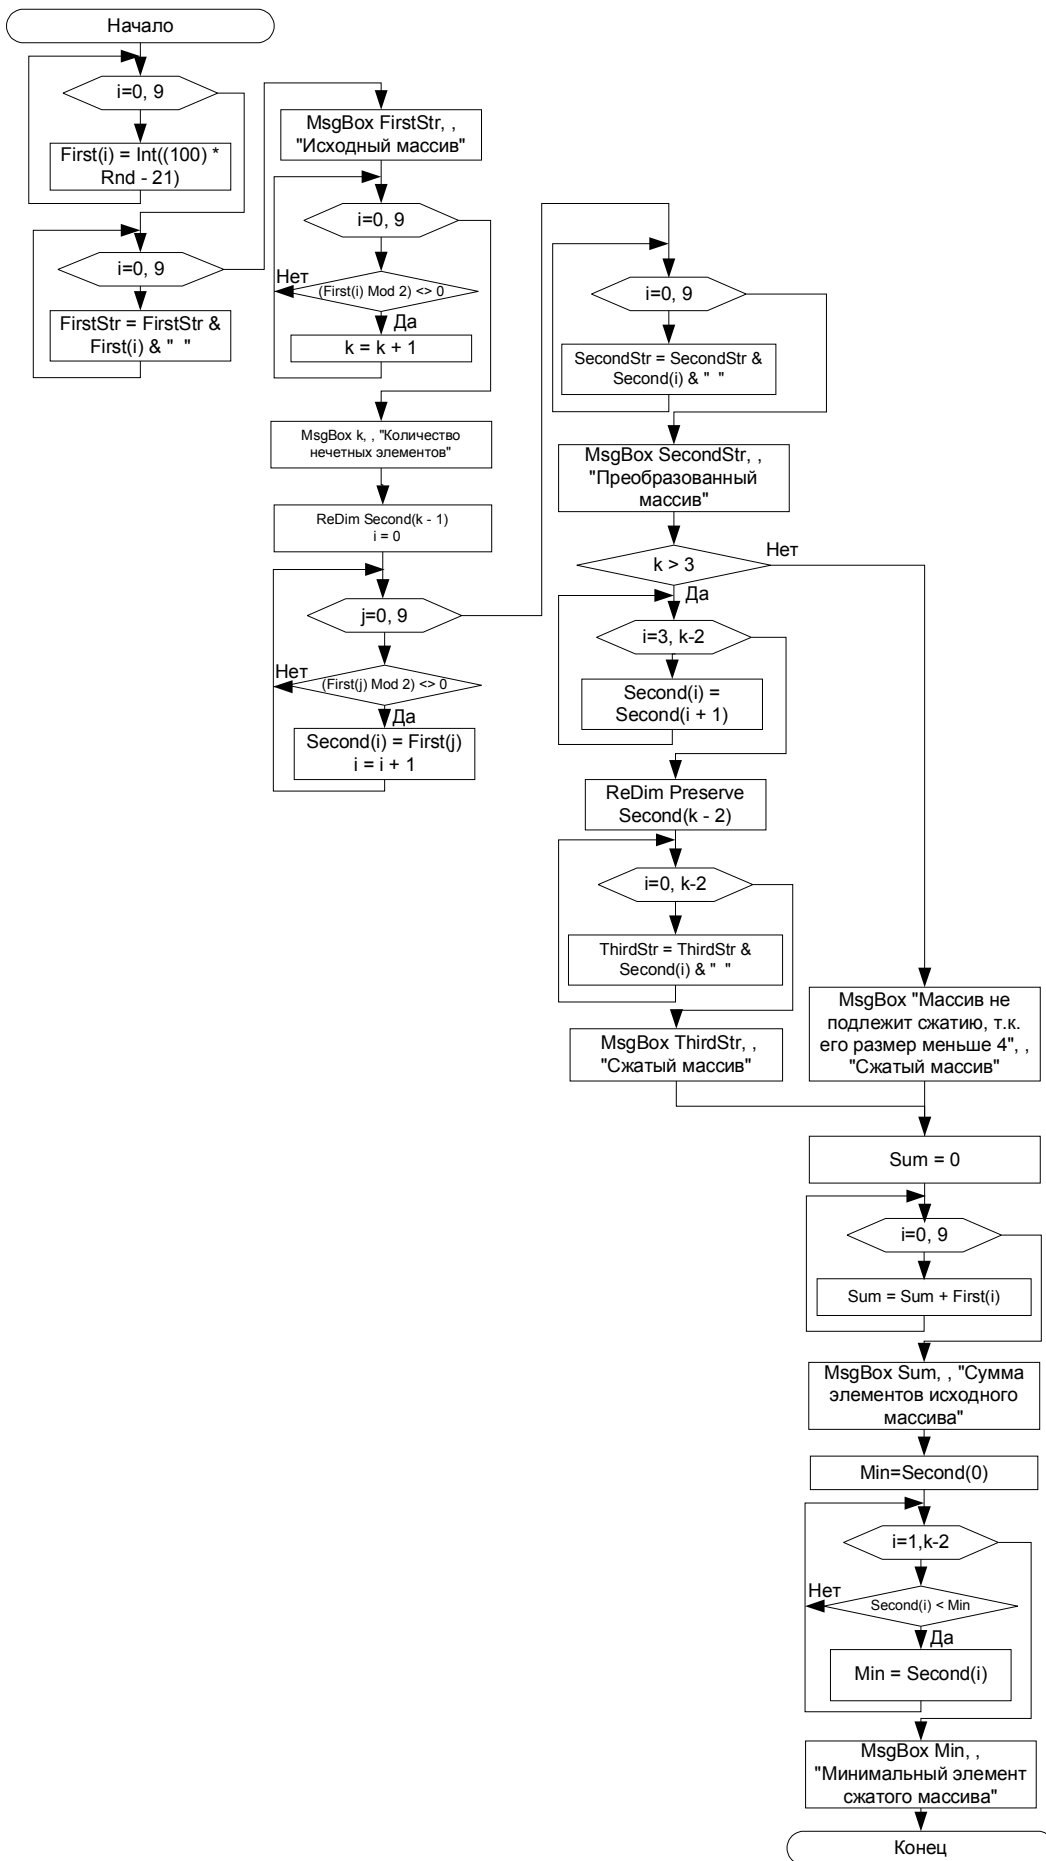 Начало
i=0, 9
First(i) = Int((100) *
Rnd - 21)
i=0, 9
FirstStr = FirstStr &
First(i) & "  "
MsgBox FirstStr, ,
"Исходный массив"
i=0, 9
Нет
(First(i) Mod 2) <> 0
Да
k = k + 1
MsgBox k, , "Количество
нечетных элементов"
ReDim Second(k - 1)
i = 0
j=0, 9
Нет
(First(j) Mod 2) <> 0
Да
Second(i) = First(j)
i = i + 1
i=0, 9
SecondStr = SecondStr &
Second(i) & "  "
MsgBox SecondStr, ,
"Преобразованный
массив"
k > 3
Нет
Да
i=3, k-2
Second(i) =
Second(i + 1)
ReDim Preserve
Second(k - 2)
i=0, k-2
ThirdStr = ThirdStr &
Second(i) & "  "
MsgBox ThirdStr, ,
"Сжатый массив"
MsgBox "Массив не
подлежит сжатию, т.к.
его размер меньше 4", ,
"Сжатый массив"
Sum = 0
i=0, 9
Sum = Sum + First(i)
MsgBox Sum, , "Сумма
элементов исходного
массива"
Min=Second(0)
i=1,k-2
Нет
Second(i) < Min
Да
Min = Second(i)
MsgBox Min, ,
"Минимальный элемент
сжатого массива"
Конец